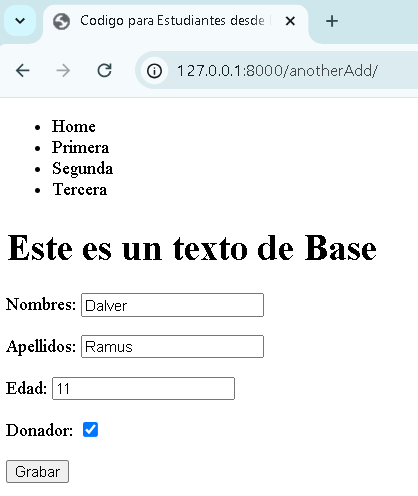 Codigo para Estudiantes desde
127.0.0.1:8000/anotherAdd/
Home
Primera
Segunda
Tercera
Este es un texto de Base
Nombres: Dalver
Apellidos: Ramus
Edad: 11
Donador:
Grabar